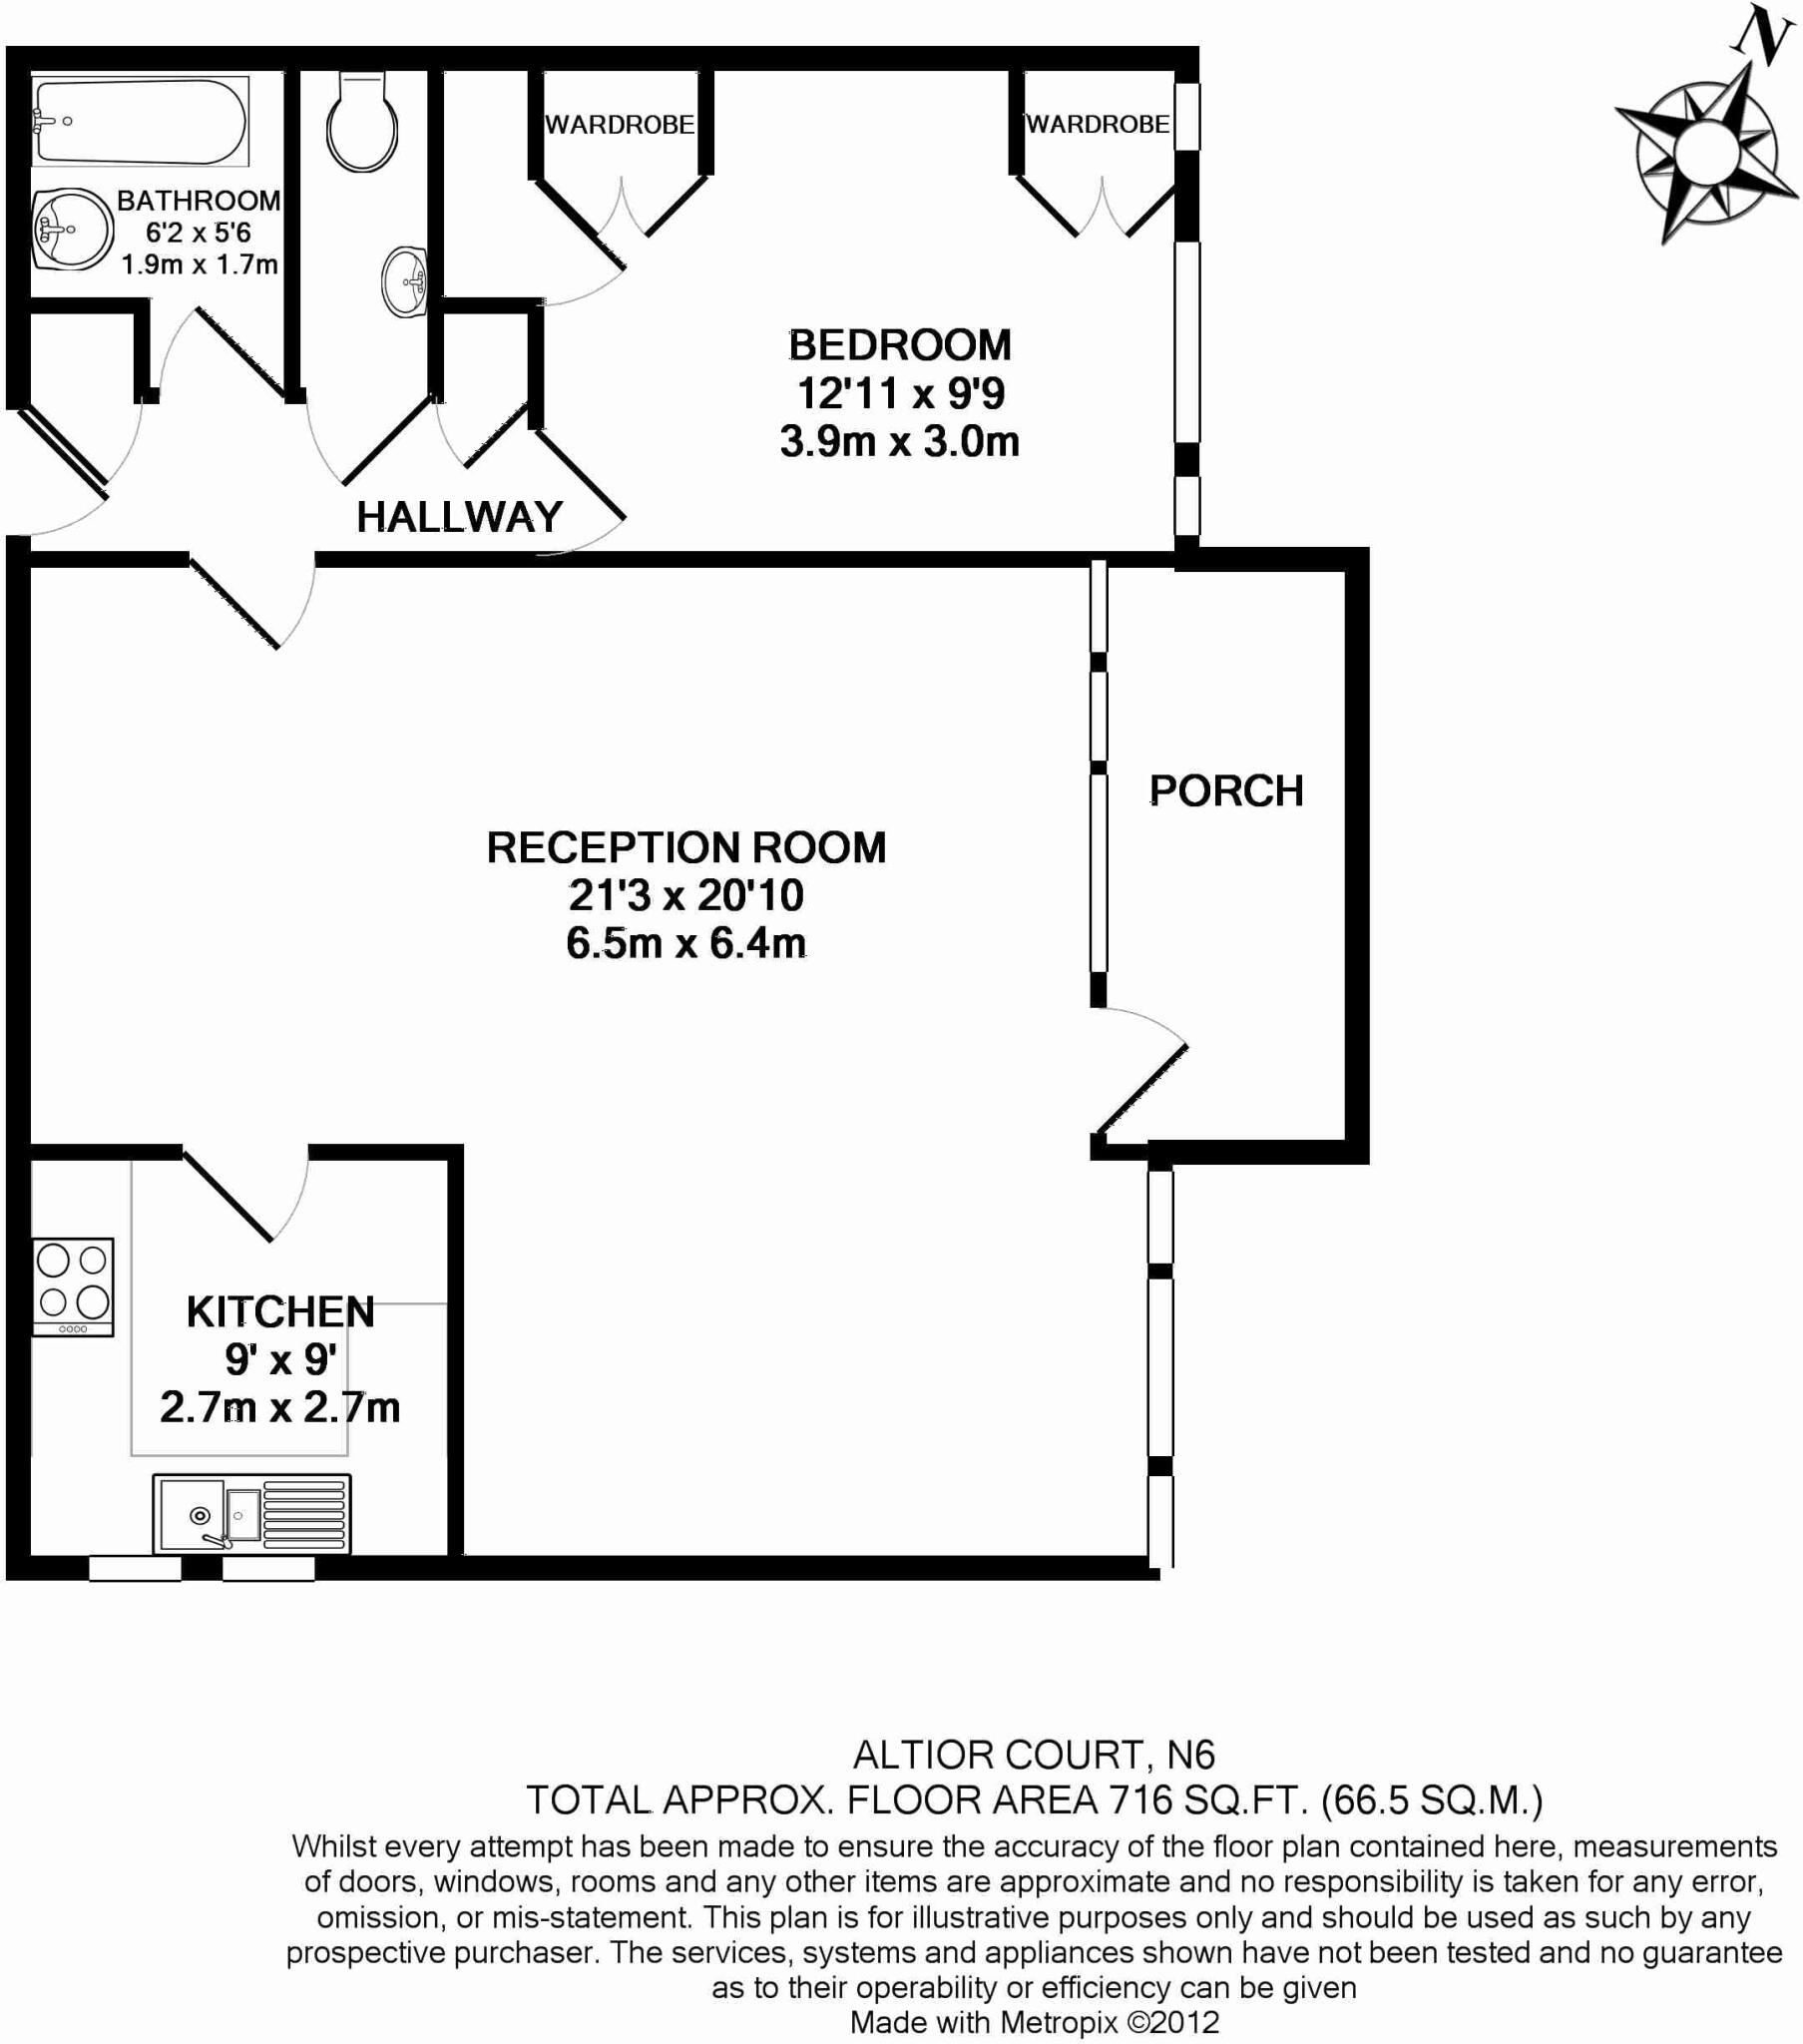 N
WARDROBE
WARDROBE
BATHROOM
6'2 x 5'6
1.9m x 1.7m
BEDROOM
12'11 x 9'9
3.9m x 3.0m
HALLWAY
PORCH
RECEPTION ROOM
21'3 x 20'10
6.5m x 6.4m
KITCHEN
9' x 9'
2.7m x 2.7m
ALTIOR COURT, N6
TOTAL APPROX. FLOOR AREA 716 SQ.FT. (66.5 SQ.M.)
Whilst every attempt has been made to ensure the accuracy of the floor plan contained here, measurements
of doors, windows, rooms and any other items are approximate and no responsibility is taken for any error,
omission, or mis-statement. This plan is for illustrative purposes only and should be used as such by any
prospective purchaser. The services, systems and appliances shown have not been tested and no guarantee
as to their operability or efficiency can be given
Made with Metropix ©2012